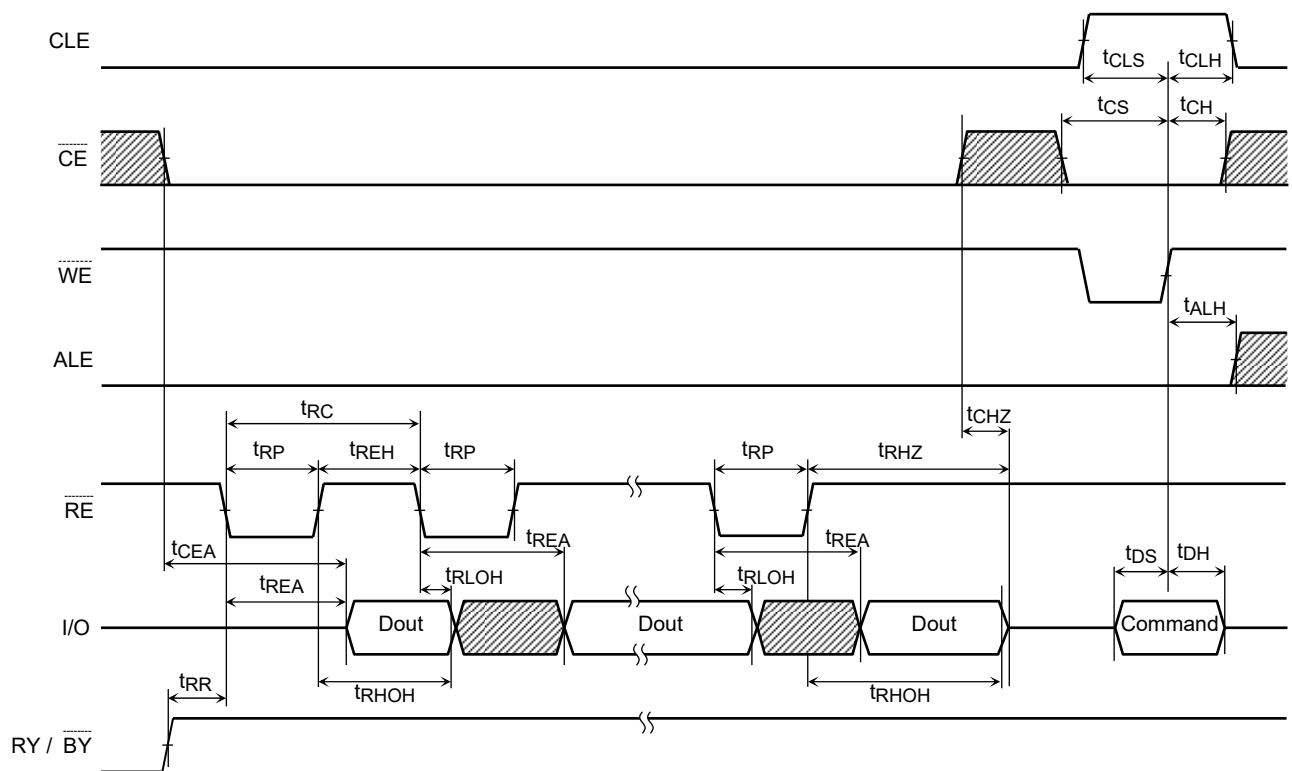 CLE
tCLS
tCLH
tCS
tCH
CE
WE
tALH
ALE
tRC
tCHZ
tRP
tREH
tRP
tRP
tRHZ
RE
tCEA
tREA
tREA
tDS
tDH
tREA
tRLOH
tRLOH
I/O
Dout
Dout
Dout
Command
tRR
tRHOH
tRHOH
RY / BY